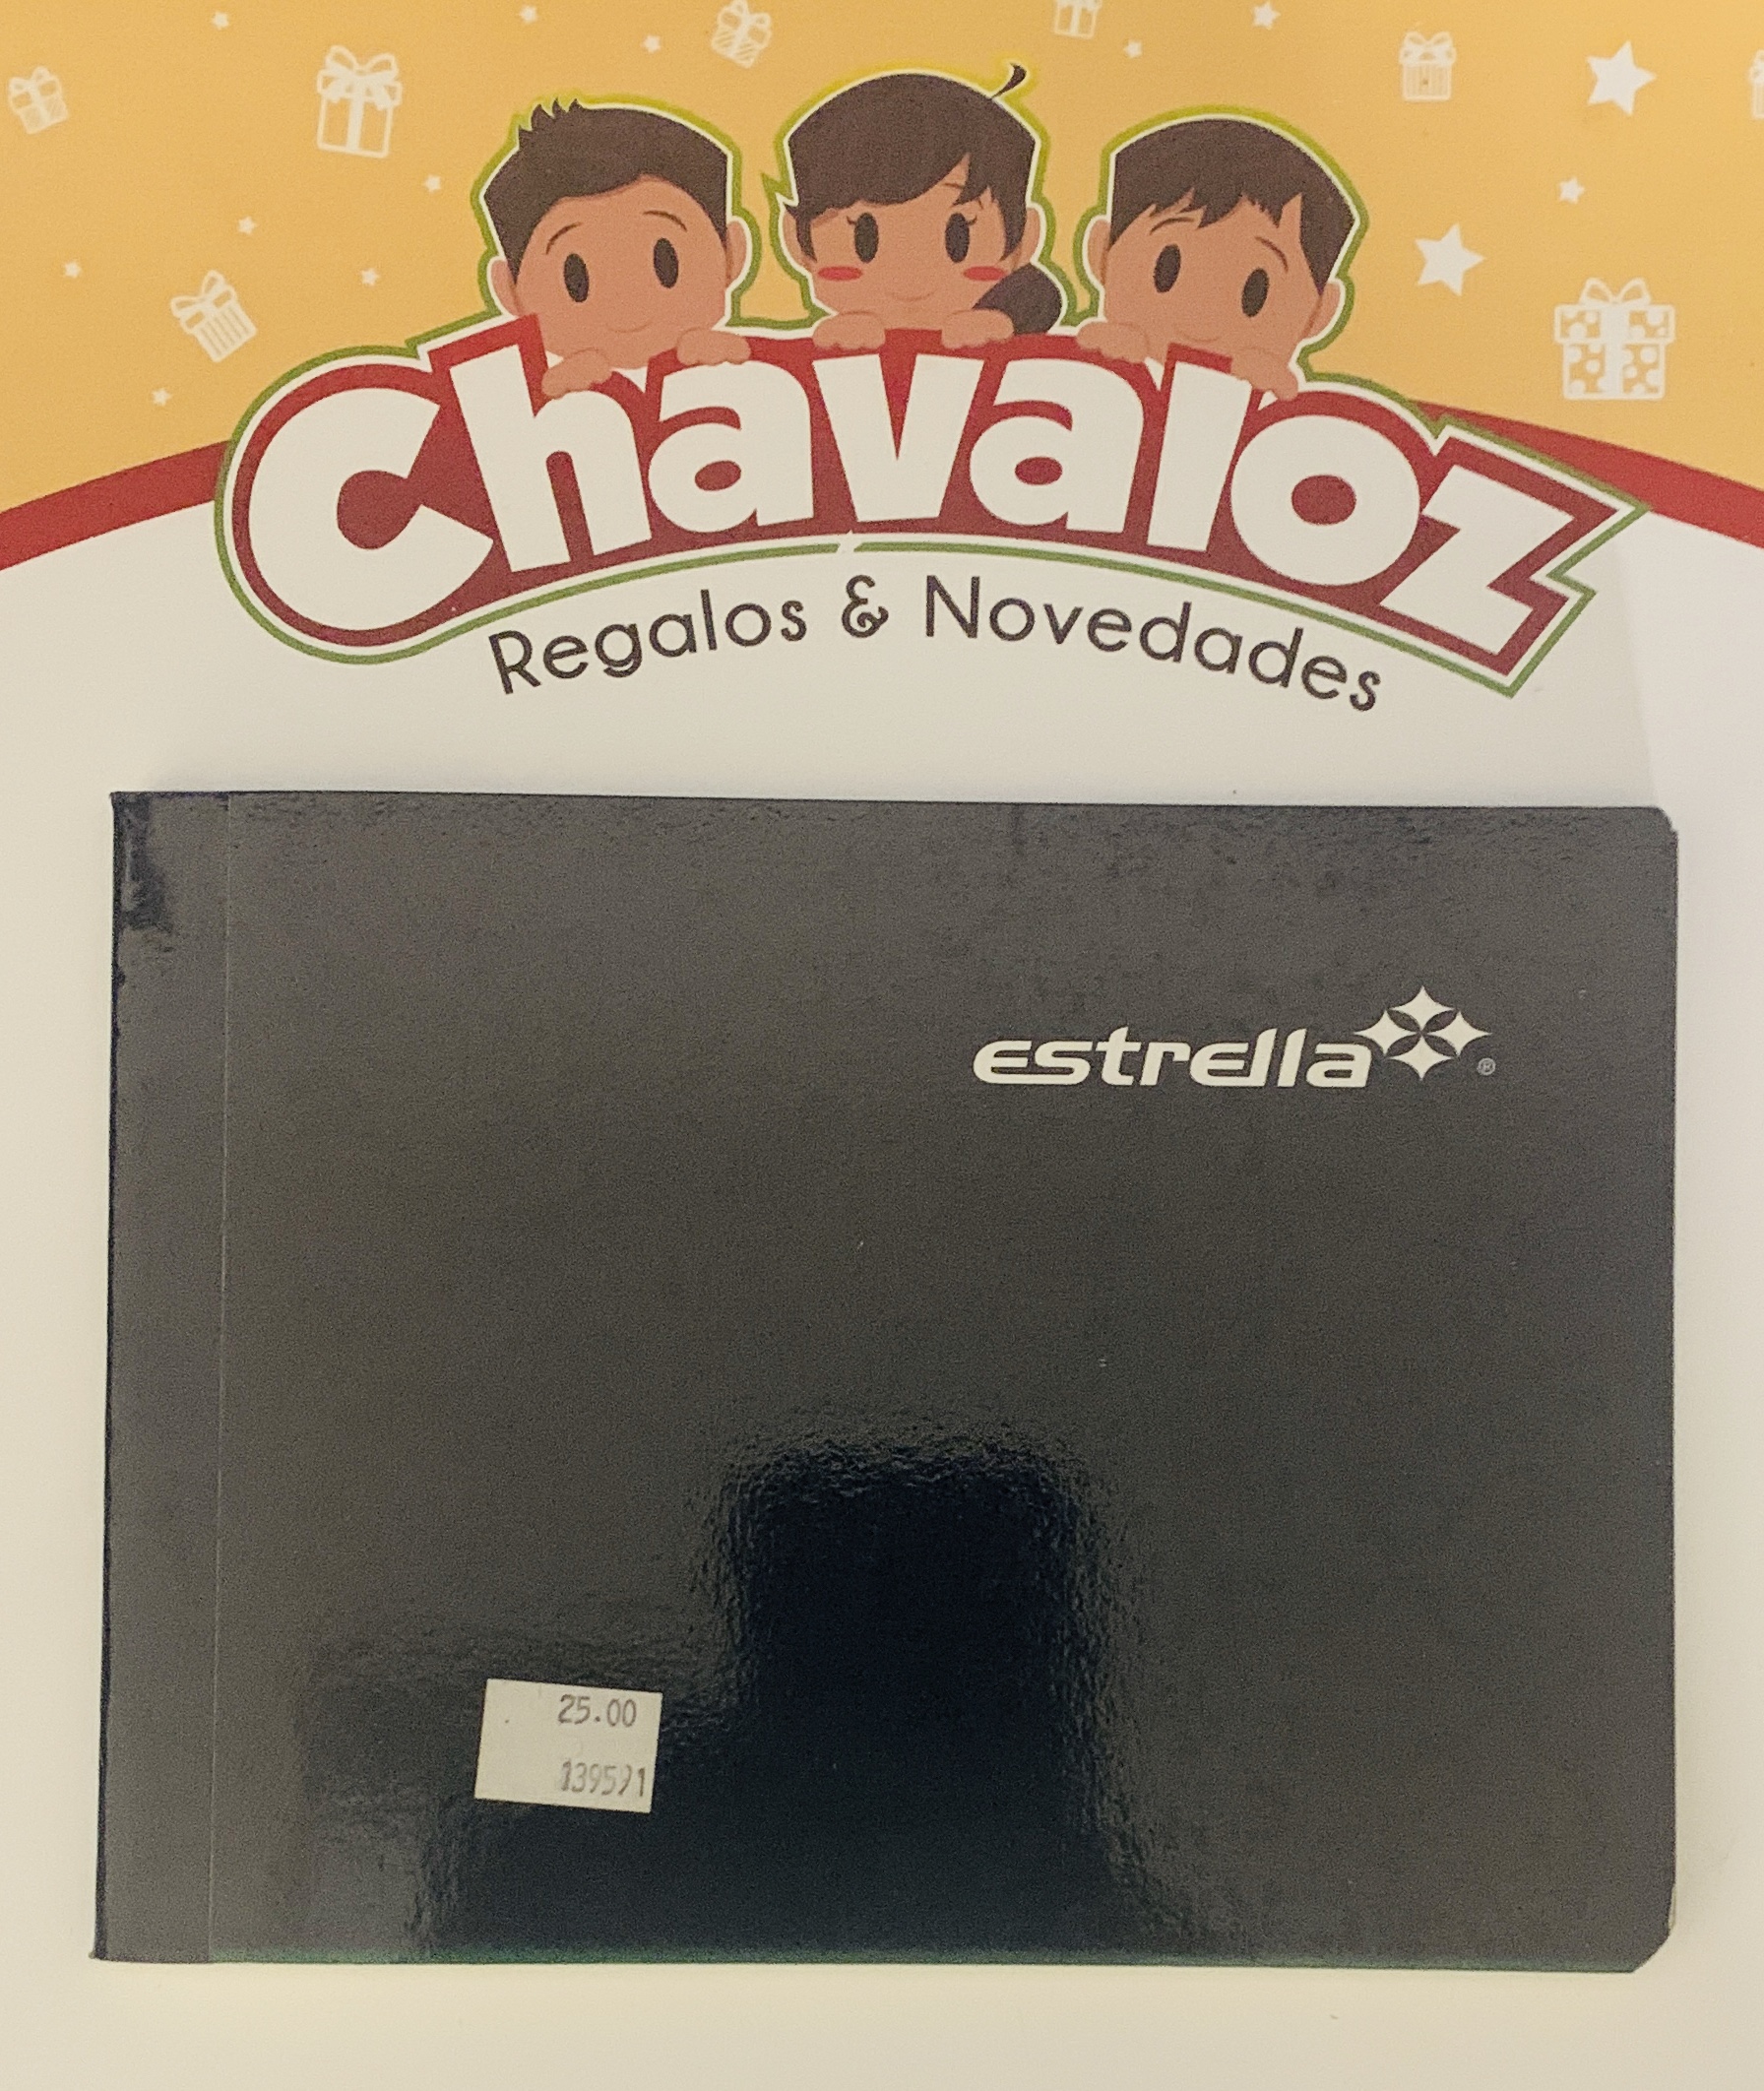 Chavaloz
Regalos & Novedades
estrella ®
25.00
139591